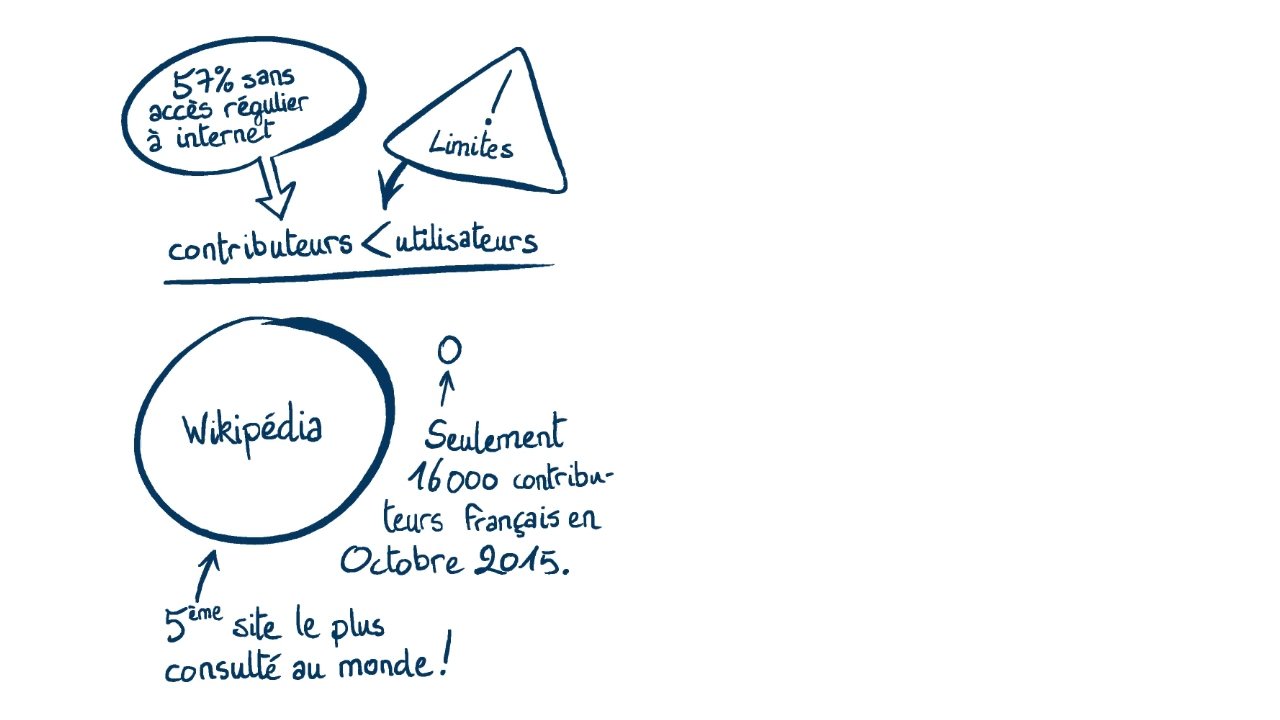 57% sans
accès régulier
à internet
!
Limites
contributeurs < utilisateurs
Wikipédia
Seulement
16000 contribu-
teurs français en
Octobre 2015.
5ème site le plus
consulté au monde !